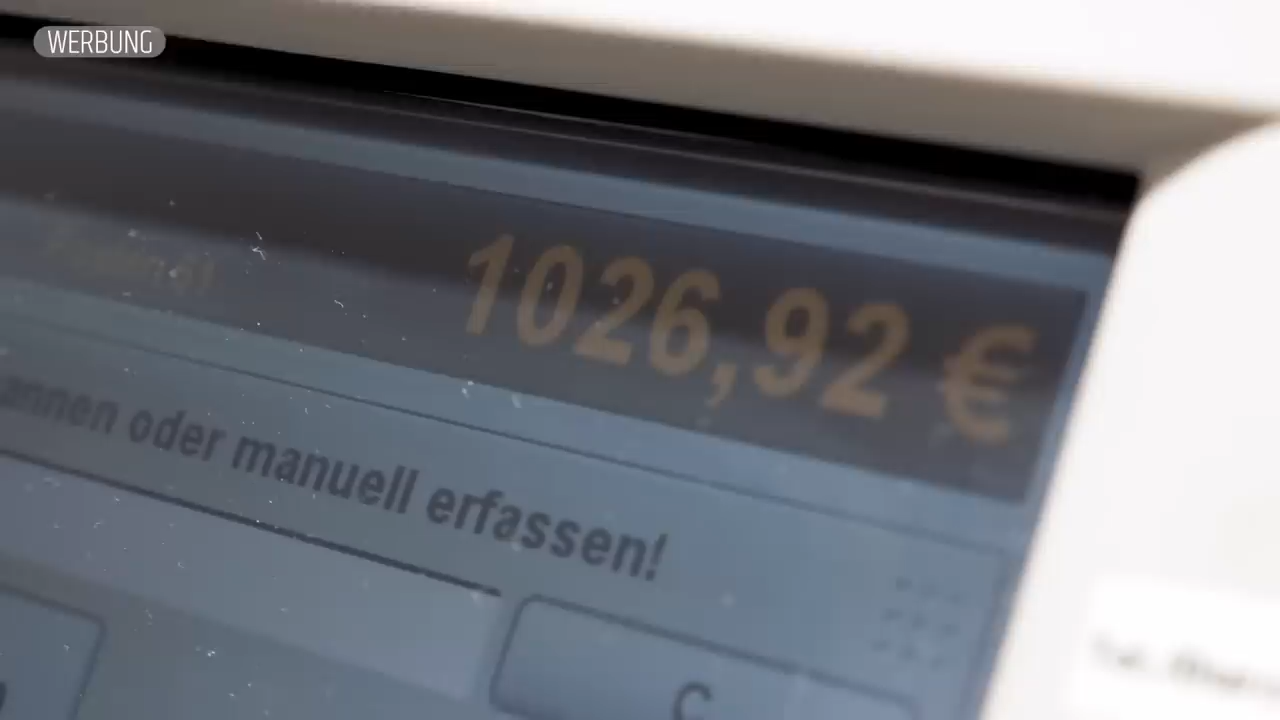 WERBUNG
1026,92 €
annen oder manuell erfassen!
C